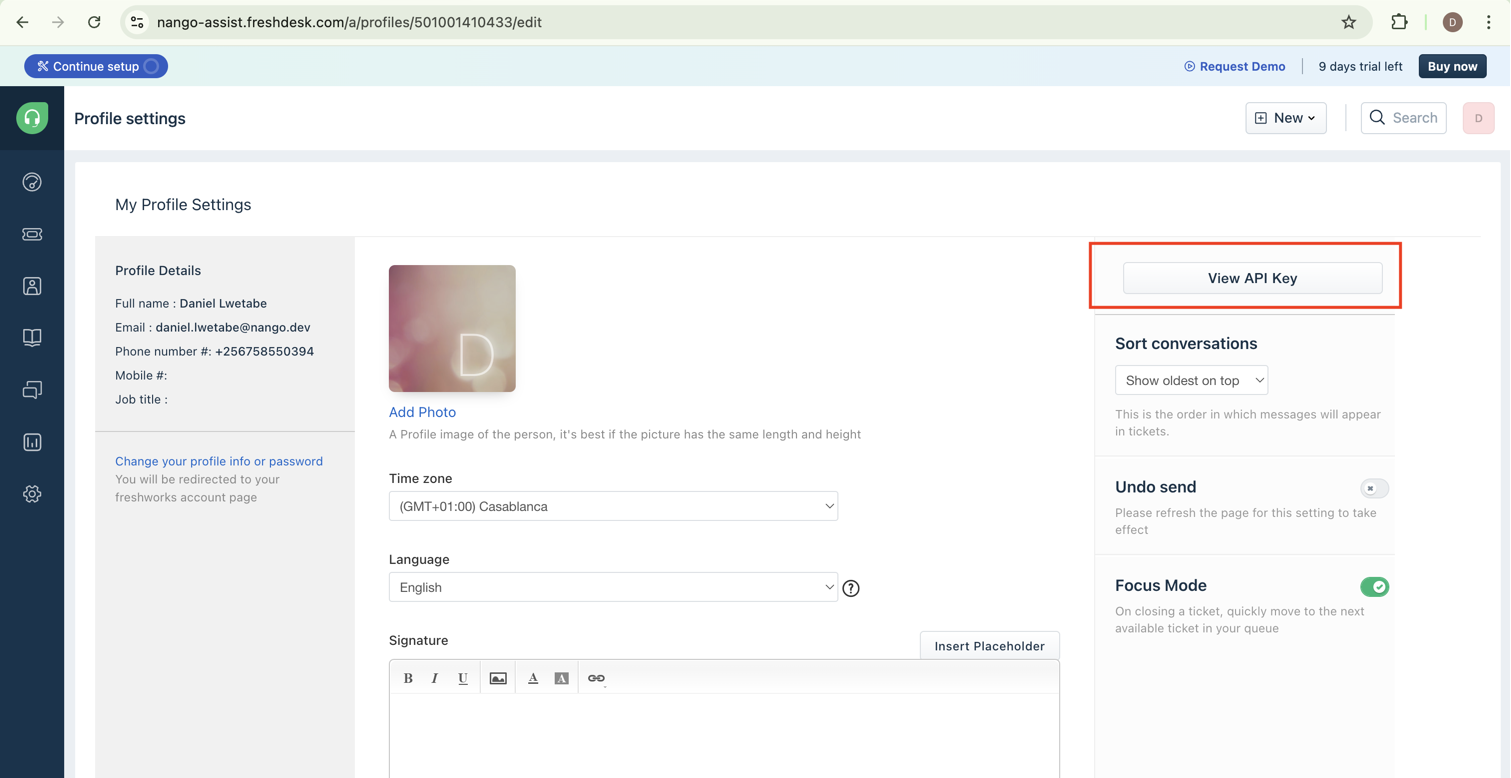 nango-assist.freshdesk.com/a/profiles/501001410433/edit
D
Continue setup
Request Demo
9 days trial left
Buy now
Profile settings
New
Search
D
My Profile Settings
Profile Details
Full name : Daniel Lwetabe
Email : daniel.lwetabe@nango.dev
Phone number #: +256758550394
Mobile #:
Job title :
Change your profile info or password
You will be redirected to your
freshworks account page
D
Add Photo
A Profile image of the person, it's best if the picture has the same length and height
Time zone
(GMT+01:00) Casablanca
Language
English
?
Signature
Insert Placeholder
B I U A A
View API Key
Sort conversations
Show oldest on top
This is the order in which messages will appear
in tickets.
Undo send
Please refresh the page for this setting to take
effect
Focus Mode
On closing a ticket, quickly move to the next
available ticket in your queue